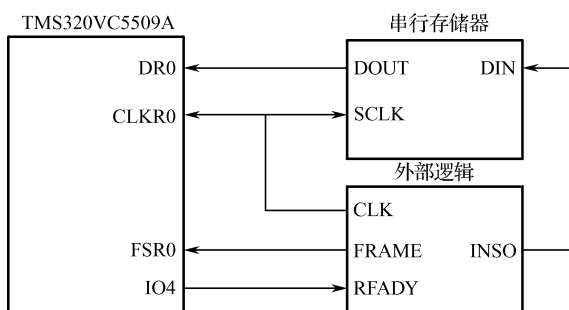 TMS320VC5509A
串行存储器
DR0
DOUT
DIN
CLKR0
SCLK
外部逻辑
CLK
FSR0
FRAME
INSO
IO4
RFADY